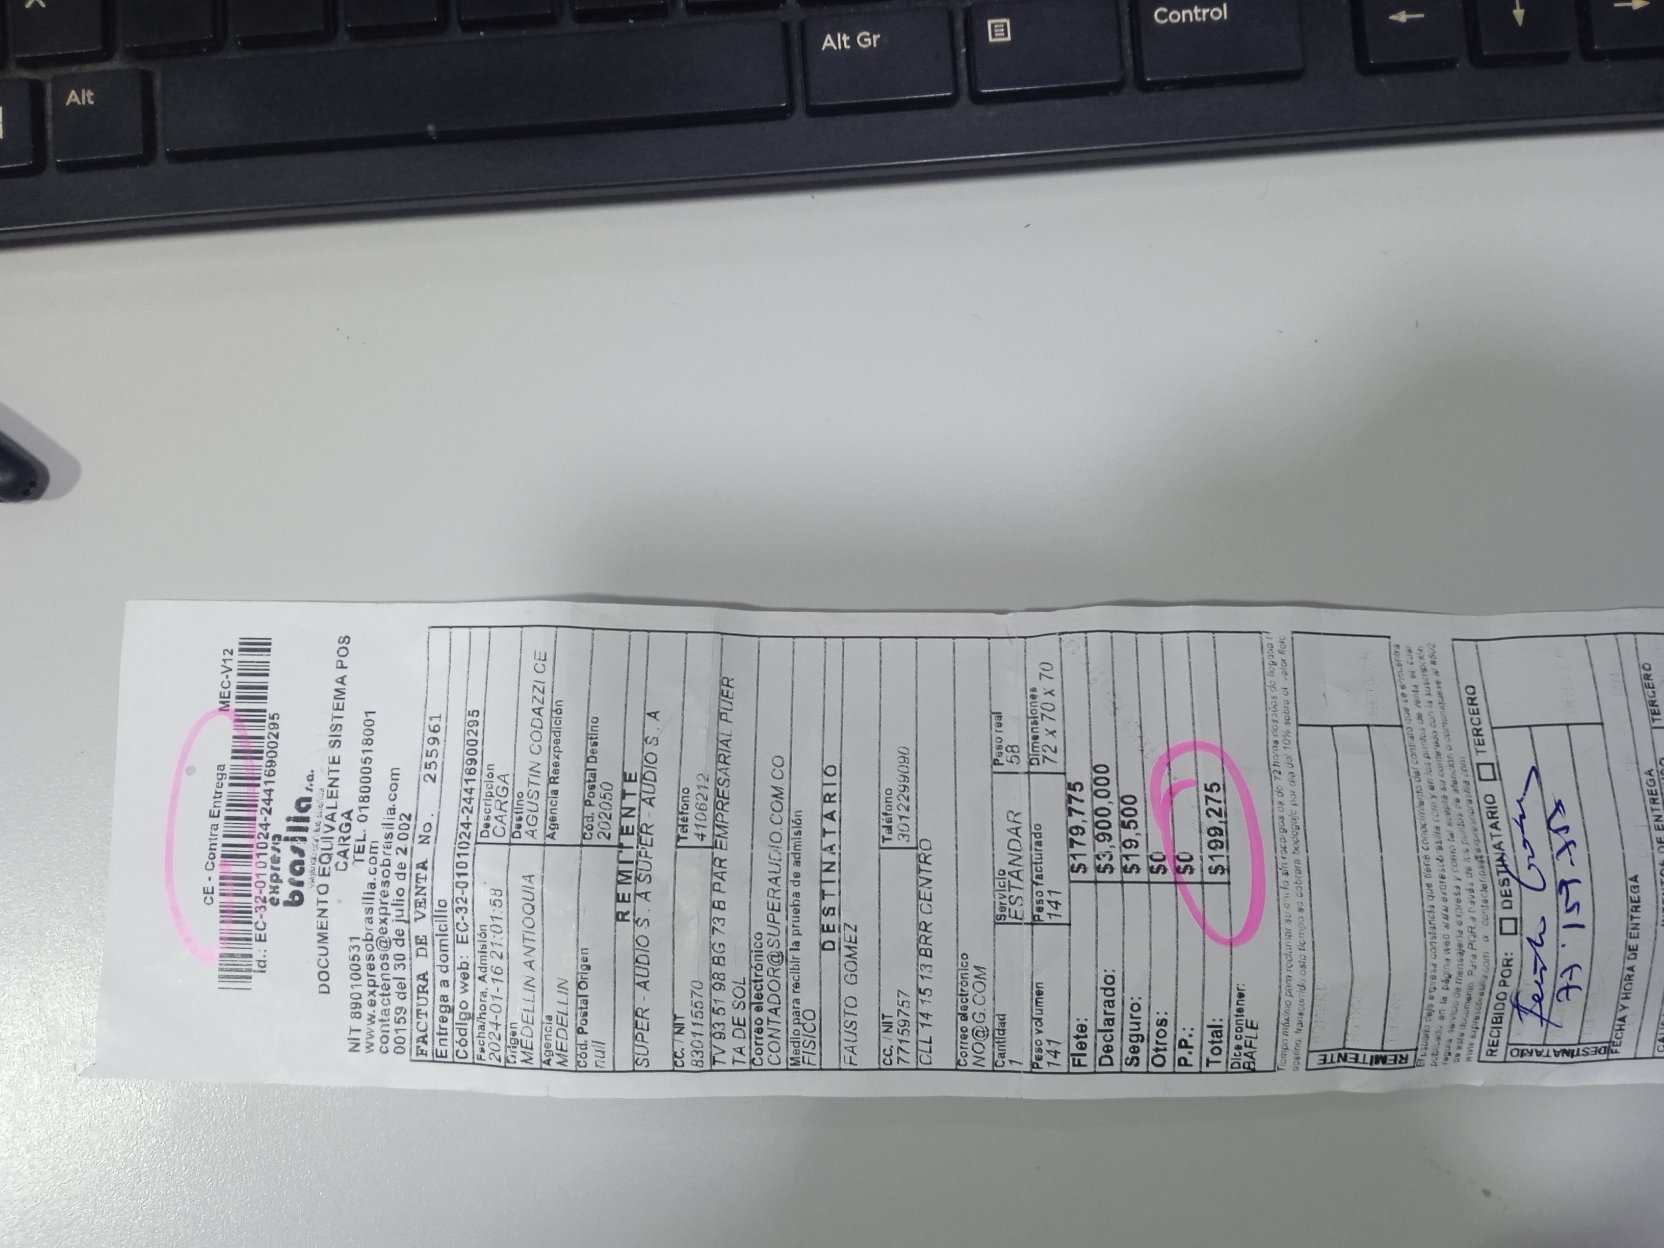 Alt
Alt Gr
Control
CE - Contra Entrega MEC-V12
id.: EC-32-0101024-24416900295
expreso
brasilia s.a.
DOCUMENTO EQUIVALENTE SISTEMA POS
CARGA
NIT 890100531 TEL. 018000518001
www.expresobrasilia.com
contactenos@expresobrasilia.com
00159 del 30 de julio de 2.002
FACTURA DE VENTA No. 255961
Entrega a domicilio
Código web: EC-32-0101024-24416900295
Fecha/hora, Admisión Descripción
2024-01-16 21:01:58 CARGA
Origen Destino
MEDELLIN ANTIOQUIA AGUSTIN CODAZZI CE
Agencia Agencia Reexpedición
MEDELLIN
Cód. Postal Origen Cód. Postal Destino
null 202050
REMITENTE
SUPER - AUDIO S . A SUPER - AUDIO S . A
CC. / NIT Teléfono
830115570 4106212
TV 93 51 98 BG 73 B PAR EMPRESARIAL PUER
TA DE SOL
Correo electrónico
CONTADOR@SUPERAUDIO.COM.CO
Medio para recibir la prueba de admisión
FISICO
DESTINATARIO
FAUSTO GOMEZ
CC. / NIT Teléfono
77159757 3012299090
CLL 14 15 13 BRR CENTRO
Correo electrónico
NO@G.COM
Cantidad Servicio Peso real
1 ESTANDAR 58
Peso volumen Peso facturado Dimensiones
141 141 72 X 70 X 70
Flete: $179,775
Declarado: $3,900,000
Seguro: $19,500
Otros: $0
P.P.: $0
Total: $199,275
Dice contener:
BAFLE
REMITENTE
RECIBIDO POR: DESTINATARIO TERCERO
DESTINATARIO
FECHA Y HORA DE ENTREGA
TERCERO